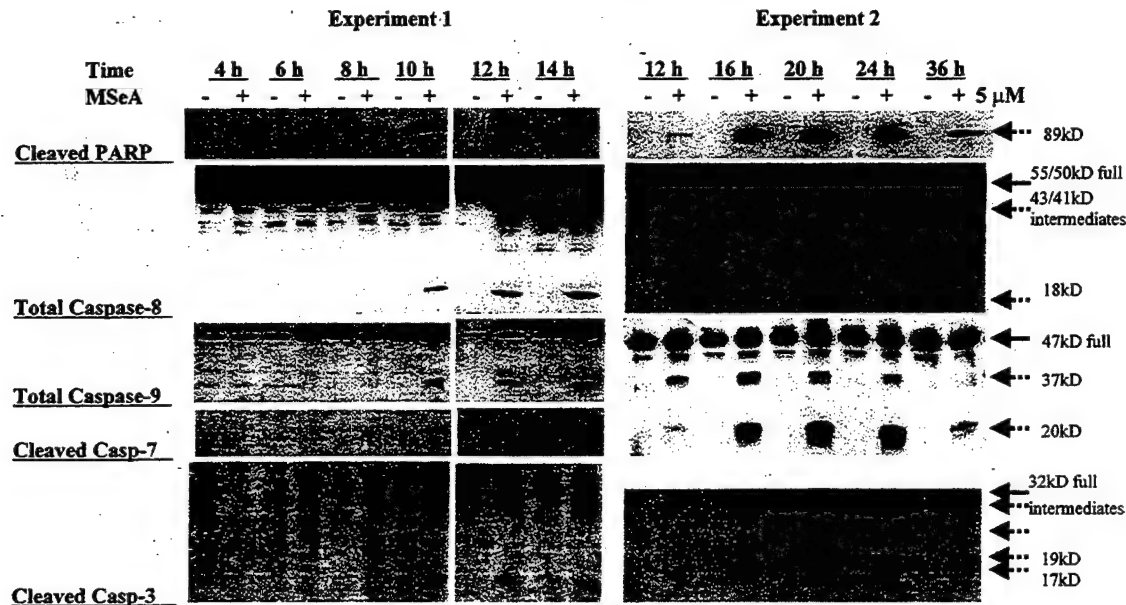 Experiment 1 Experiment 2
Time 4 h 6 h 8 h 10 h 12 h 14 h 12 h 16 h 20 h 24 h 36 h
MSeA - + - + - + - + - + - + - + - + - + - + - + 5 μM
Cleaved PARP 89kD
55/50kD full
43/41kD
intermediates
Total Caspase-8 18kD
47kD full
Total Caspase-9 37kD
Cleaved Casp-7 20kD
32kD full
intermediates
19kD
17kD
Cleaved Casp-3